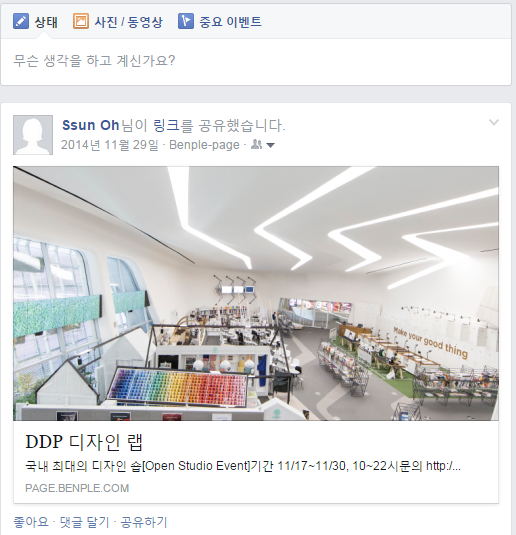 상태 사진 / 동영상 중요 이벤트
무슨 생각을 하고 계신가요?
Ssun Oh님이 링크를 공유했습니다.
2014년 11월 29일 · Benple-page ·
Make your good thing
DDP 디자인 랩
국내 최대의 디자인 숍[Open Studio Event]기간 11/17~11/30, 10~22시문의 http:/...
PAGE.BENPLE.COM
좋아요 · 댓글 달기 · 공유하기